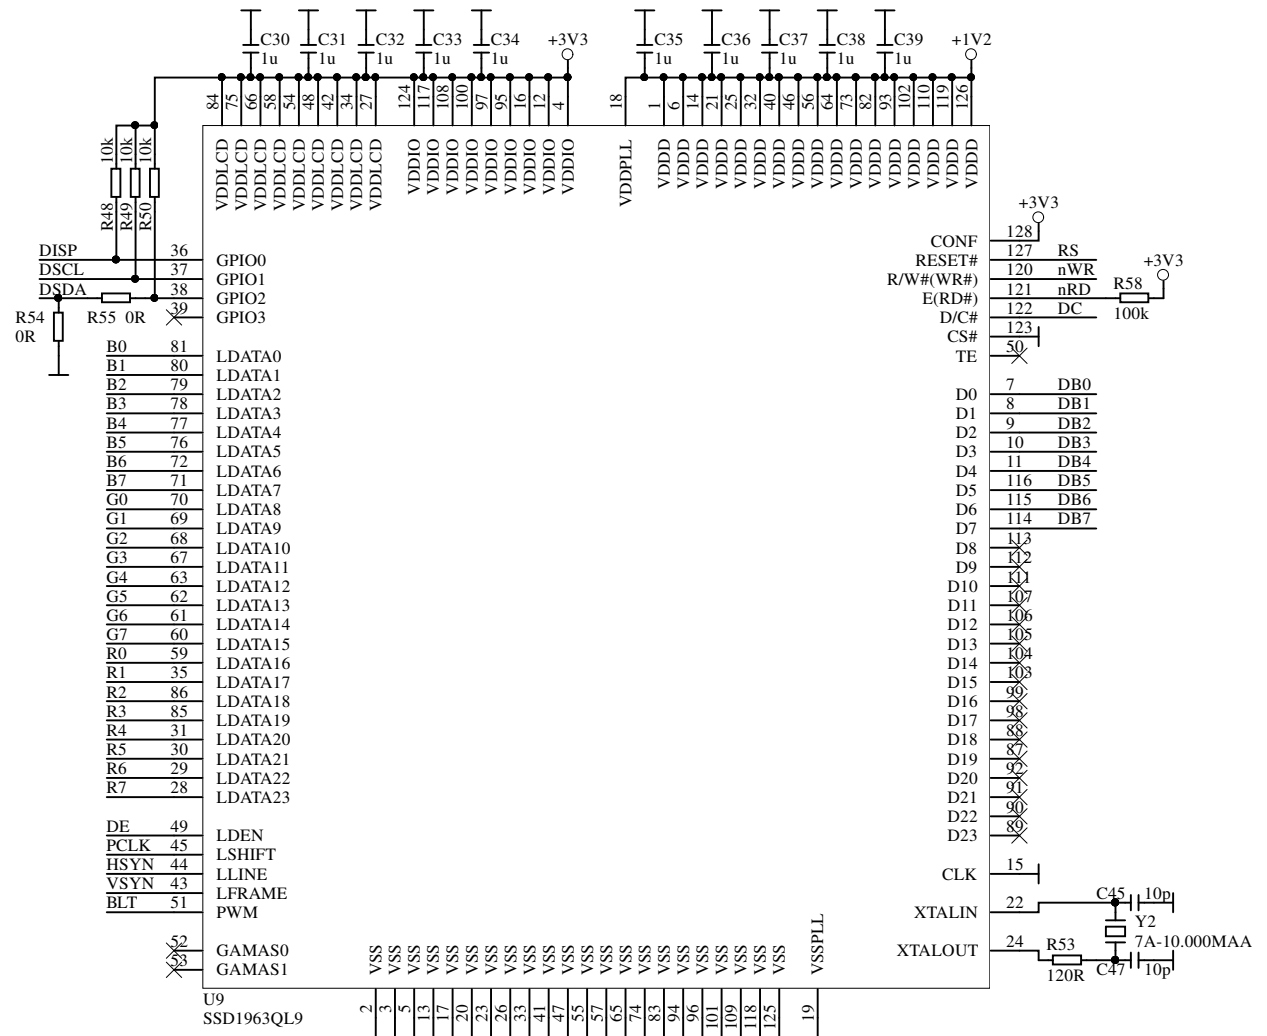 C30 C31 C32 C33 C34 +3V3 C35 C36 C37 C38 C39 +1V2
1u 1u 1u 1u 1u 1u 1u 1u 1u 1u
84 75 66 58 54 48 42 34 27 124 117 108 100 97 95 16 12 4 18 1 6 14 21 25 32 40 46 56 64 73 82 93 102 110 119 126
10k 10k 10k
VDDLCD VDDLCD VDDLCD VDDLCD VDDLCD VDDLCD VDDLCD VDDLCD VDDLCD VDDIO VDDIO VDDIO VDDIO VDDIO VDDIO VDDIO VDDIO VDDIO VDDPLL VDDD VDDD VDDD VDDD VDDD VDDD VDDD VDDD VDDD VDDD VDDD VDDD VDDD VDDD VDDD VDDD VDDD
R48 R49 R50
+3V3
CONF 128
DISP 36 GPIO0 RESET# 127 RS
+3V3
DSCL 37 GPIO1 R/W#(WR#) 120 nWR
DSDA 38 GPIO2 E(RD#) 121 nRD R58
39 GPIO3 D/C# 122 DC 100k
R54 R55 0R
0R
CS# 123
B0 81 LDATA0 TE 50
B1 80 LDATA1
B2 79 LDATA2 D0 7 DB0
B3 78 LDATA3 D1 8 DB1
B4 77 LDATA4 D2 9 DB2
B5 76 LDATA5 D3 10 DB3
B6 72 LDATA6 D4 11 DB4
B7 71 LDATA7 D5 116 DB5
G0 70 LDATA8 D6 115 DB6
G1 69 LDATA9 D7 114 DB7
G2 68 LDATA10 D8 113
G3 67 LDATA11 D9 112
G4 63 LDATA12 D10 111
G5 62 LDATA13 D11 107
G6 61 LDATA14 D12 106
G7 60 LDATA15 D13 105
R0 59 LDATA16 D14 104
R1 35 LDATA17 D15 103
R2 86 LDATA18 D16 99
R3 85 LDATA19 D17 98
R4 31 LDATA20 D18 88
R5 30 LDATA21 D19 87
R6 29 LDATA22 D20 92
R7 28 LDATA23 D21 91
D22 90
DE 49 LDEN D23 89
PCLK 45 LSHIFT
HSYN 44 LLINE CLK 15
VSYN 43 LFRAME
BLT 51 PWM XTALIN 22 C45 10p
Y2
7A-10.000MAA
52 GAMAS0 XTALOUT 24 R53
53 GAMAS1 120R C47 10p
VSS VSS VSS VSS VSS VSS VSS VSS VSS VSS VSS VSS VSS VSS VSS VSS VSS VSS VSS VSS VSS VSS VSSPLL
U9
SSD1963QL9
2 3 5 13 17 20 23 26 33 41 47 55 57 65 74 83 94 96 101 109 118 125 19